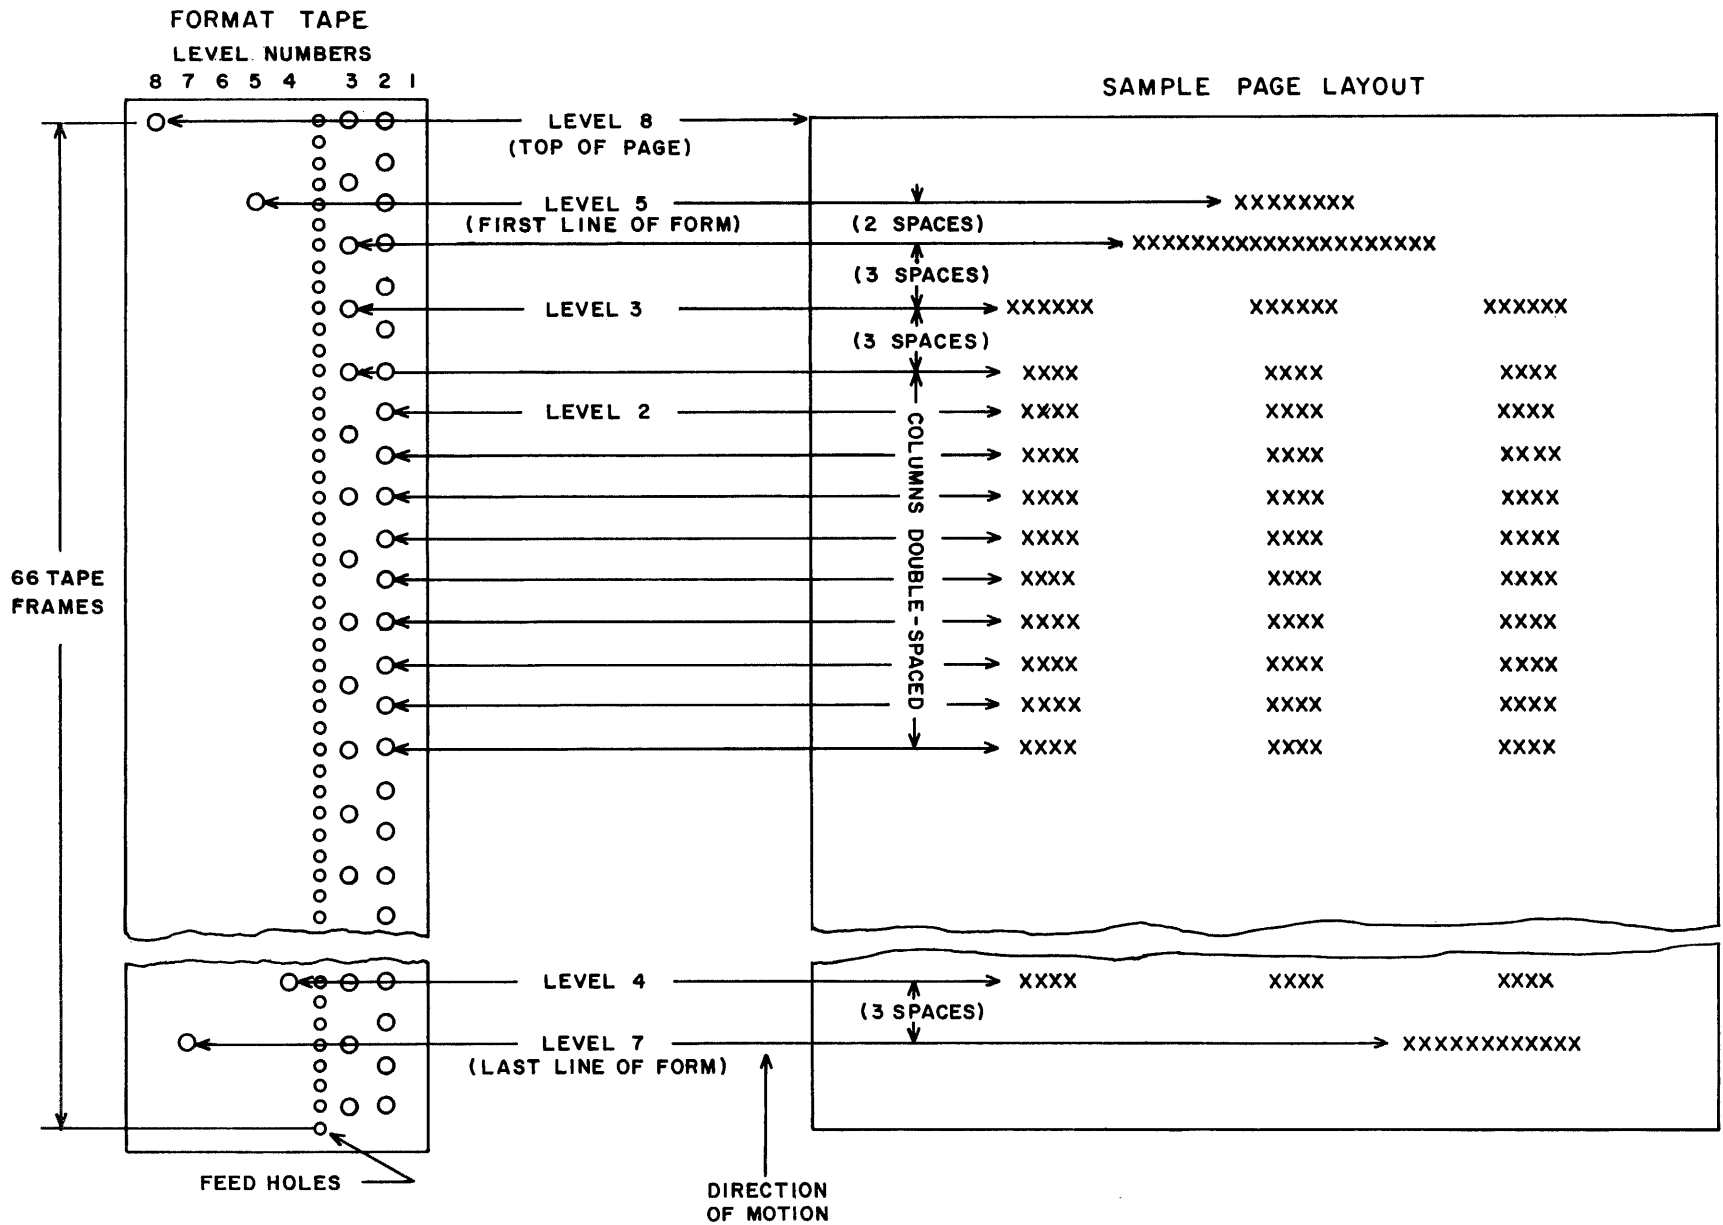 FORMAT TAPE
LEVEL NUMBERS
8 7 6 5 4 3 2 1
SAMPLE PAGE LAYOUT
LEVEL 8
(TOP OF PAGE)
LEVEL 5
(FIRST LINE OF FORM)
XXXXXXXX
(2 SPACES)
XXXXXXXXXXXXXXXXXXXXX
(3 SPACES)
LEVEL 3
XXXXXX XXXXXX XXXXXX
(3 SPACES)
XXXX XXXX XXXX
LEVEL 2
XXXX XXXX XXXX
COLUMNS DOUBLE-SPACED
XXXX XXXX XXXX
XXXX XXXX XXXX
XXXX XXXX XXXX
66 TAPE
FRAMES
XXXX XXXX XXXX
XXXX XXXX XXXX
XXXX XXXX XXXX
XXXX XXXX XXXX
XXXX XXXX XXXX
LEVEL 4
XXXX XXXX XXXX
(3 SPACES)
LEVEL 7
(LAST LINE OF FORM)
XXXXXXXXXXXX
FEED HOLES
DIRECTION
OF MOTION